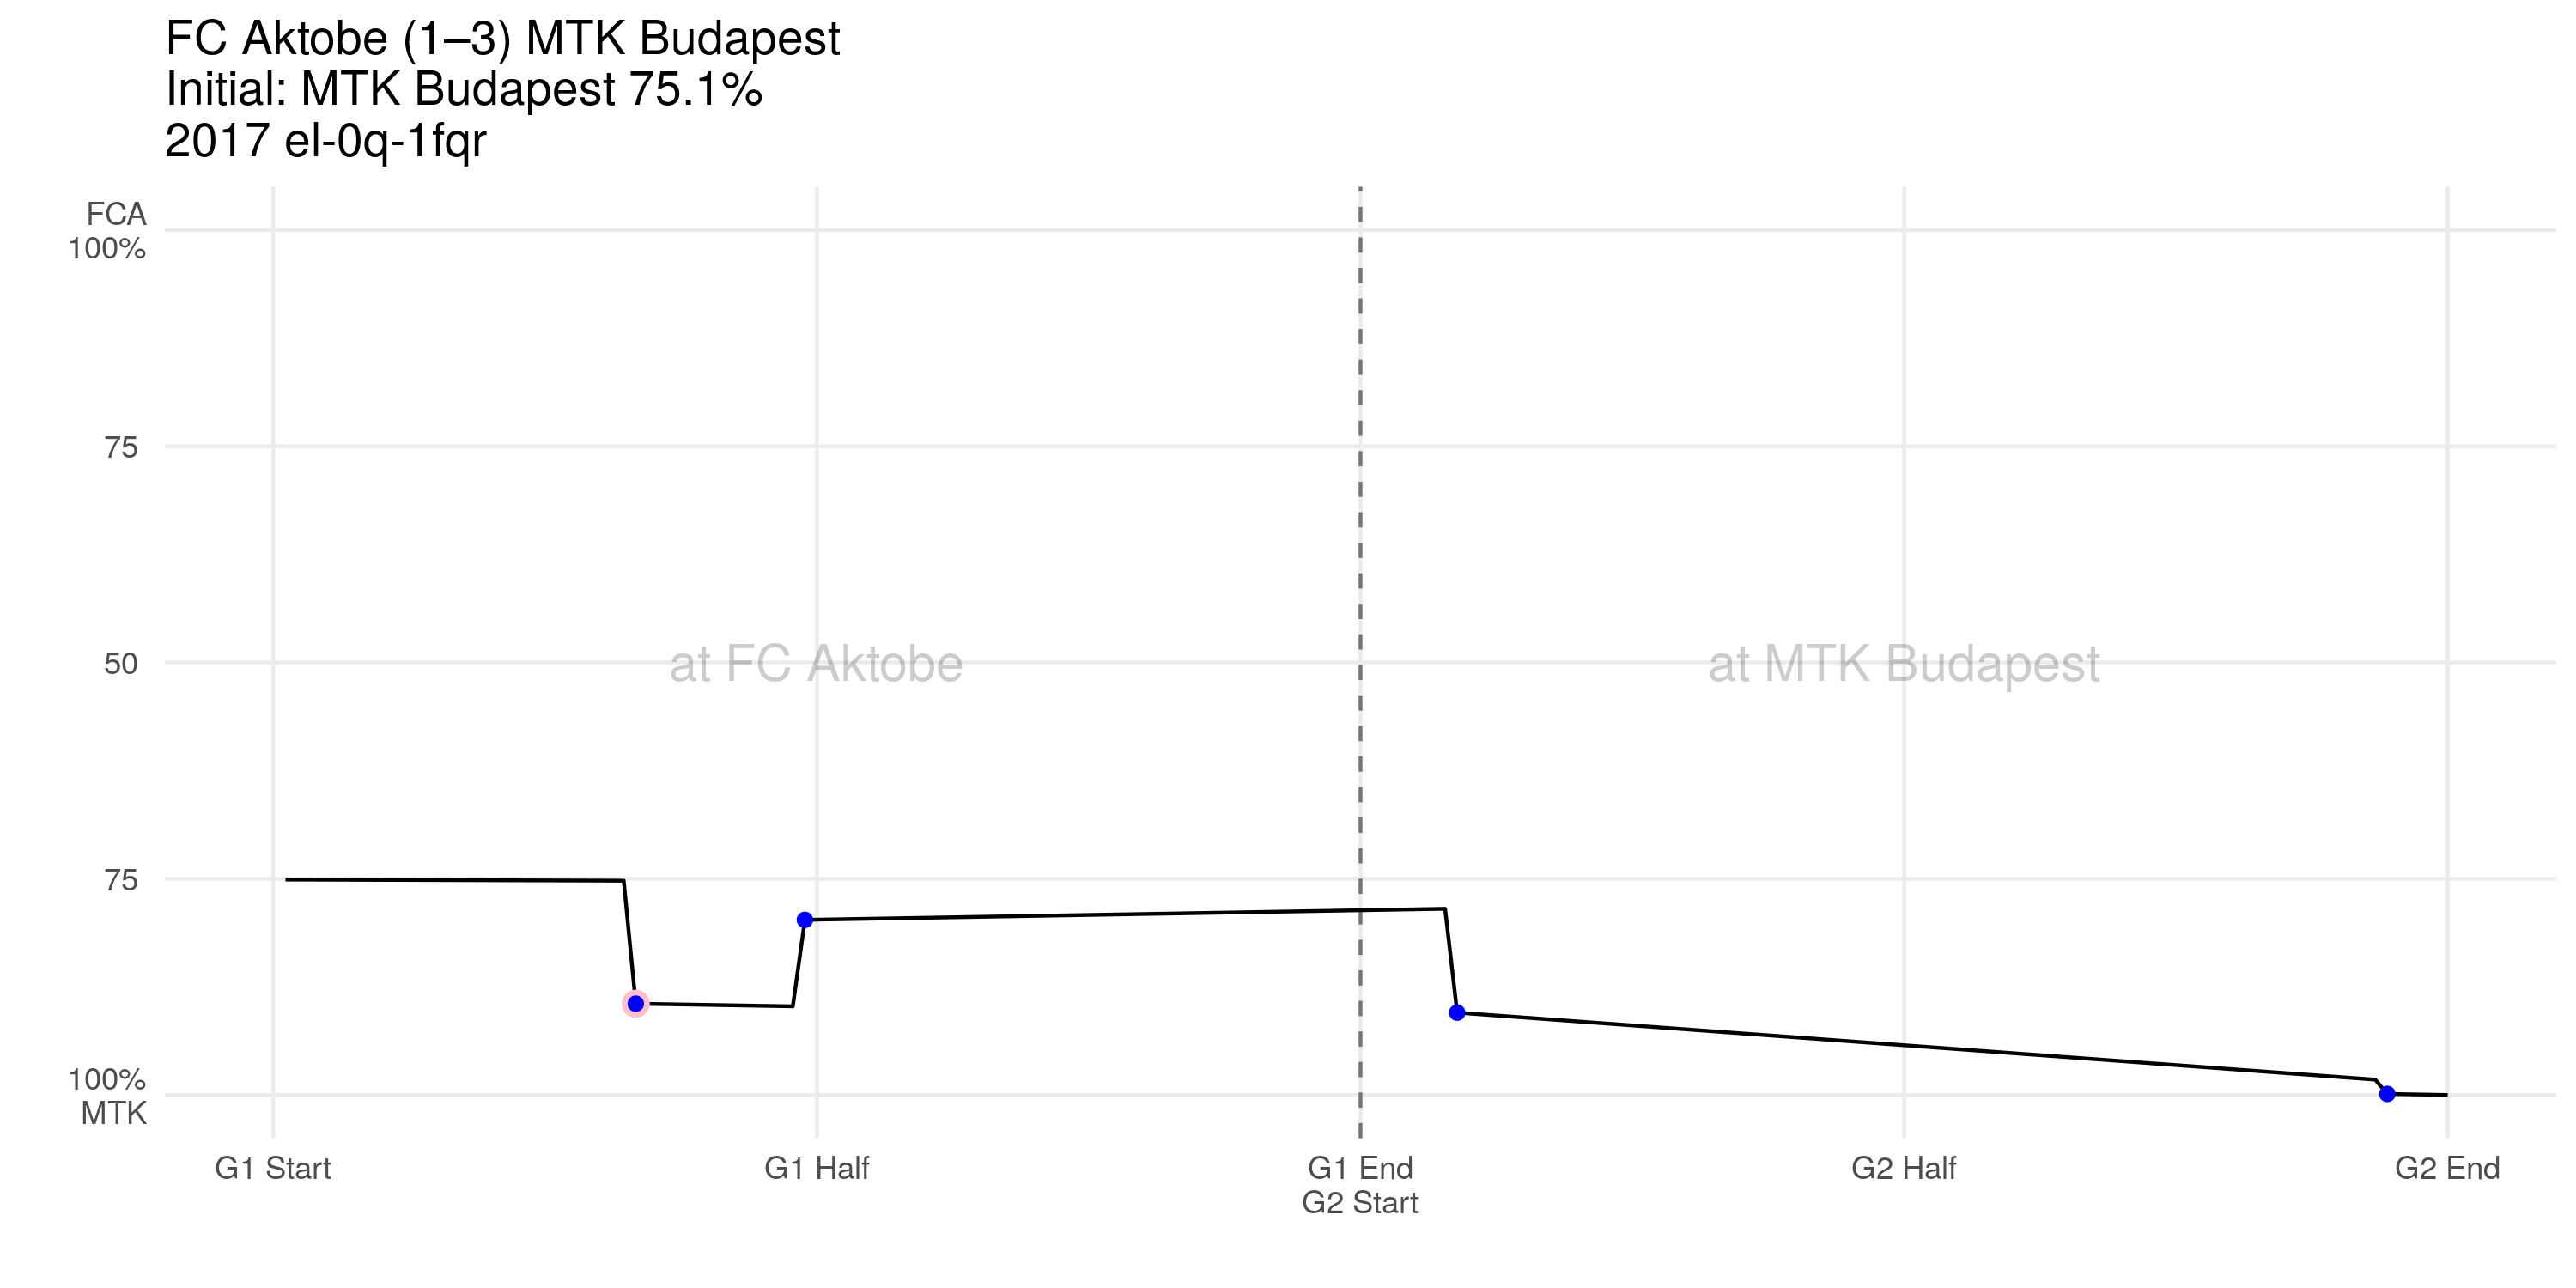 FC Aktobe (1–3) MTK Budapest
Initial: MTK Budapest 75.1%
2017 el-0q-1fqr
FCA
100%
75
50
75
100%
MTK
at FC Aktobe
at MTK Budapest
G1 Start
G1 Half
G1 End
G2 Start
G2 Half
G2 End